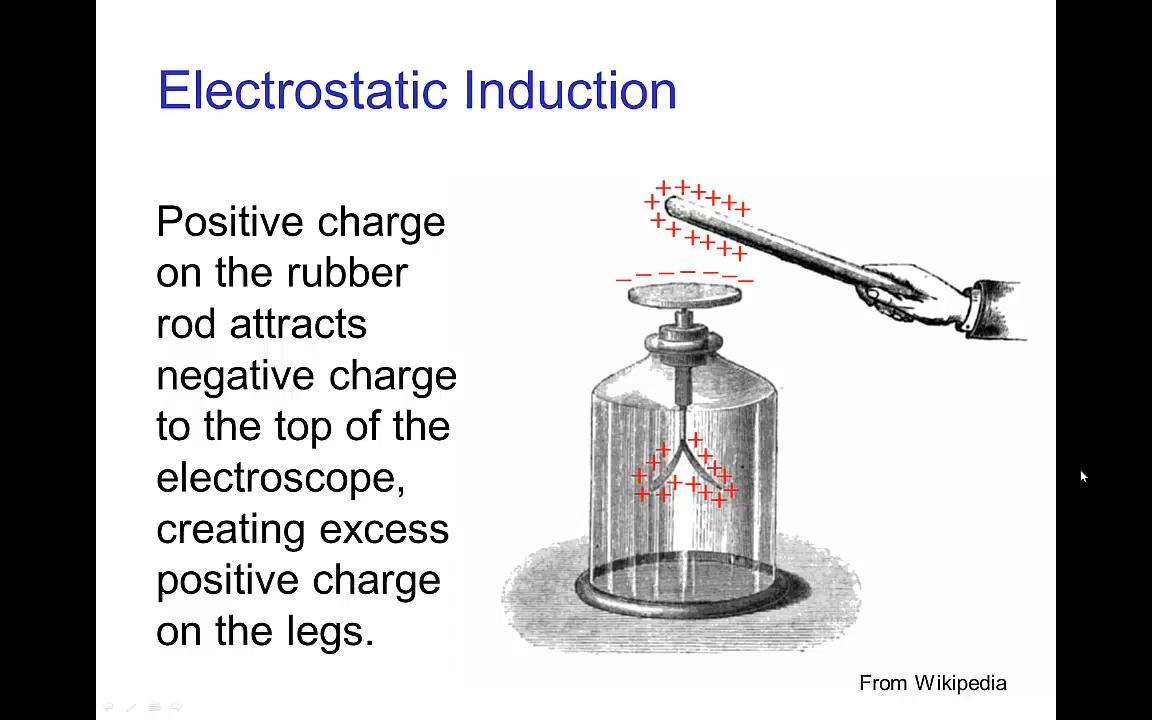 Electrostatic Induction
Positive charge
on the rubber
rod attracts
negative charge
to the top of the
electroscope,
creating excess
positive charge
on the legs.
From Wikipedia